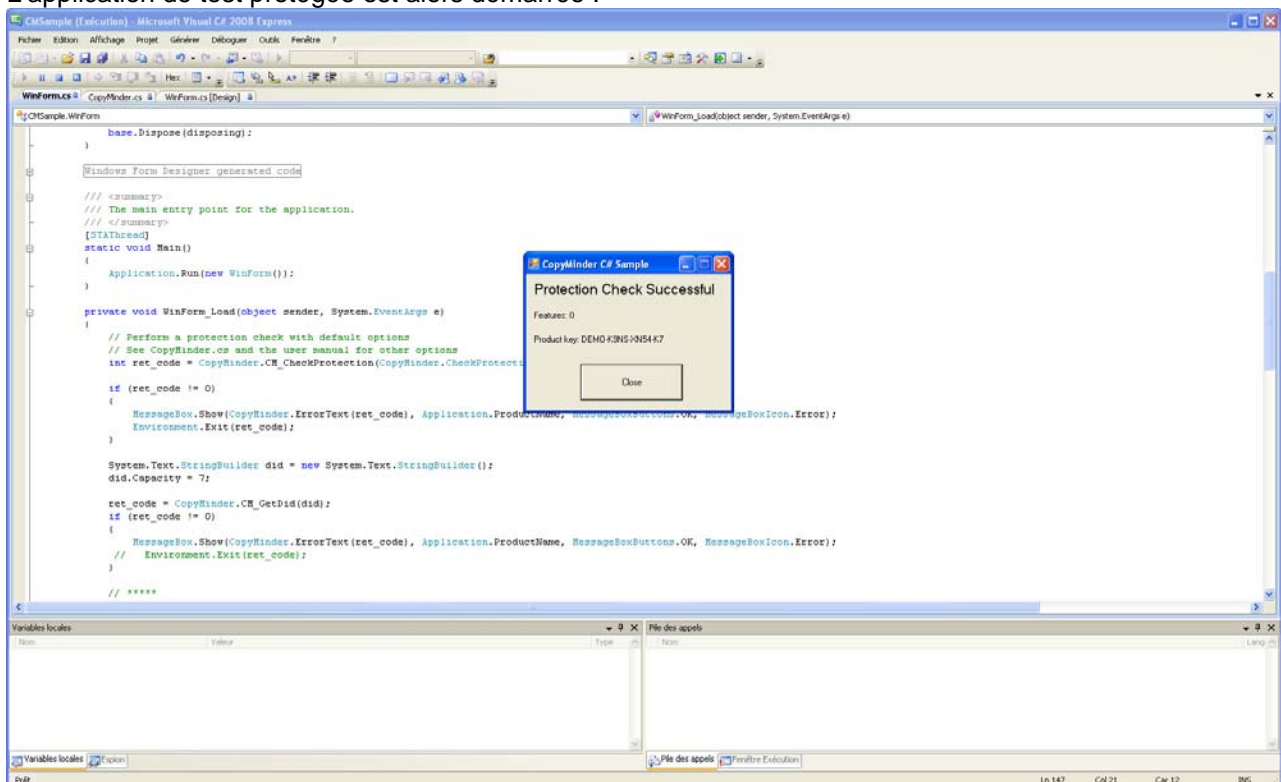 L'application de test protégée est alors démarrée :
CMSample (Exécution) - Microsoft Visual C# 2008 Express
Fichier Edition Affichage Projet Générer Déboguer Outils Fenêtre ?
Hex
WinForm.cs CopyMinder.cs WinForm.cs [Design]
CMSample.WinForm
WinForm_Load(object sender, System.EventArgs e)
base.Dispose(disposing);
}
Windows Form Designer generated code
/// <summary>
/// The main entry point for the application.
/// </summary>
[STAThread]
static void Main()
{
Application.Run(new WinForm());
}
private void WinForm_Load(object sender, System.EventArgs e)
{
// Perform a protection check with default options
// See CopyMinder.cs and the user manual for other options
int ret_code = CopyMinder.CM_CheckProtection(CopyMinder.CheckProtecti
if (ret_code != 0)
{
MessageBox.Show(CopyMinder.ErrorText(ret_code), Application.ProductName, MessageBoxButtons.OK, MessageBoxIcon.Error);
Environment.Exit(ret_code);
}
System.Text.StringBuilder did = new System.Text.StringBuilder();
did.Capacity = 7;
ret_code = CopyMinder.CM_GetDid(did);
if (ret_code != 0)
{
MessageBox.Show(CopyMinder.ErrorText(ret_code), Application.ProductName, MessageBoxButtons.OK, MessageBoxIcon.Error);
// Environment.Exit(ret_code);
}
// *****
CopyMinder C# Sample
Protection Check Successful
Features: 0
Product key: DEMO-K9NS-XN54-K7
Close
Variables locales
Nom Valeur Type
Pile des appels
Nom Lang
Variables locales Espion
Pile des appels Fenêtre Exécution
Prêt Ln 147 Col 21 Car 12 INS